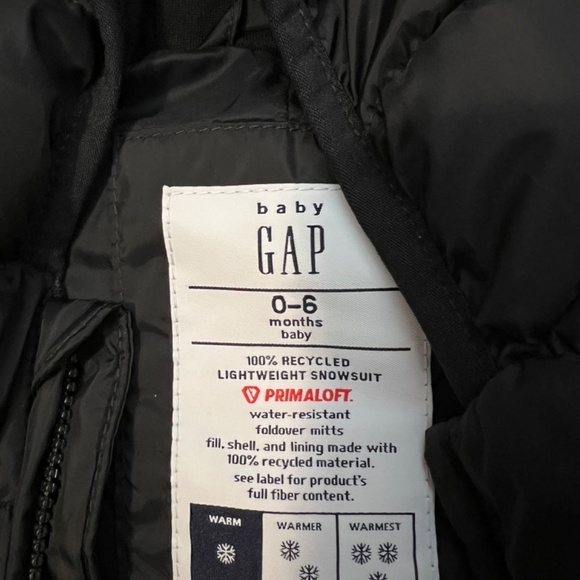 baby
GAP
0-6
months
baby
100% RECYCLED
LIGHTWEIGHT SNOWSUIT
PRIMALOFT.
water-resistant
foldover mitts
fill, shell, and lining made with
100% recycled material.
see label for product's
full fiber content.
WARM WARMER WARMEST